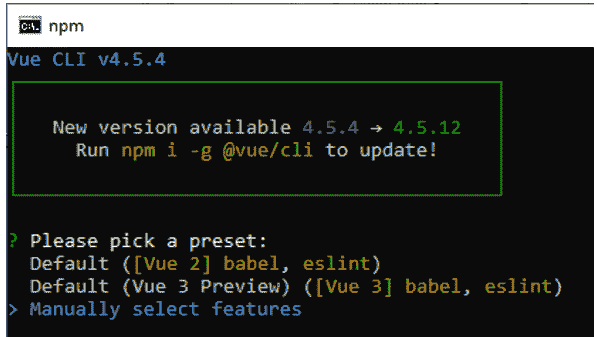 npm
Vue CLI v4.5.4
New version available 4.5.4 → 4.5.12
Run npm i -g @vue/cli to update!
? Please pick a preset:
Default ([Vue 2] babel, eslint)
Default (Vue 3 Preview) ([Vue 3] babel, eslint)
> Manually select features